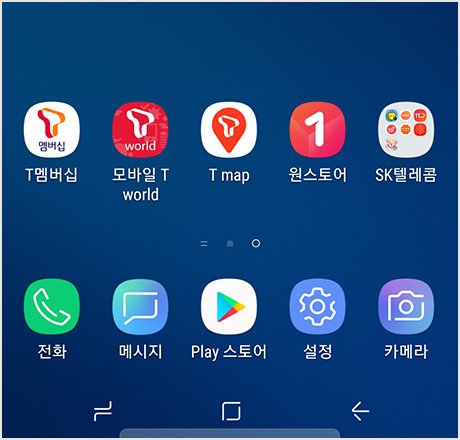 멤버십
world
1
T멤버십
모바일 T
world
T map
원스토어
SK텔레콤
전화
메시지
Play 스토어
설정
카메라